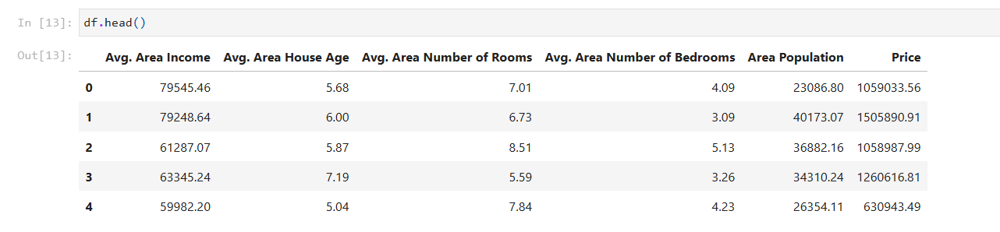 In [13]: df.head()
Out[13]:
Avg. Area Income Avg. Area House Age Avg. Area Number of Rooms Avg. Area Number of Bedrooms Area Population Price
0 79545.46 5.68 7.01 4.09 23086.80 1059033.56
1 79248.64 6.00 6.73 3.09 40173.07 1505890.91
2 61287.07 5.87 8.51 5.13 36882.16 1058987.99
3 63345.24 7.19 5.59 3.26 34310.24 1260616.81
4 59982.20 5.04 7.84 4.23 26354.11 630943.49